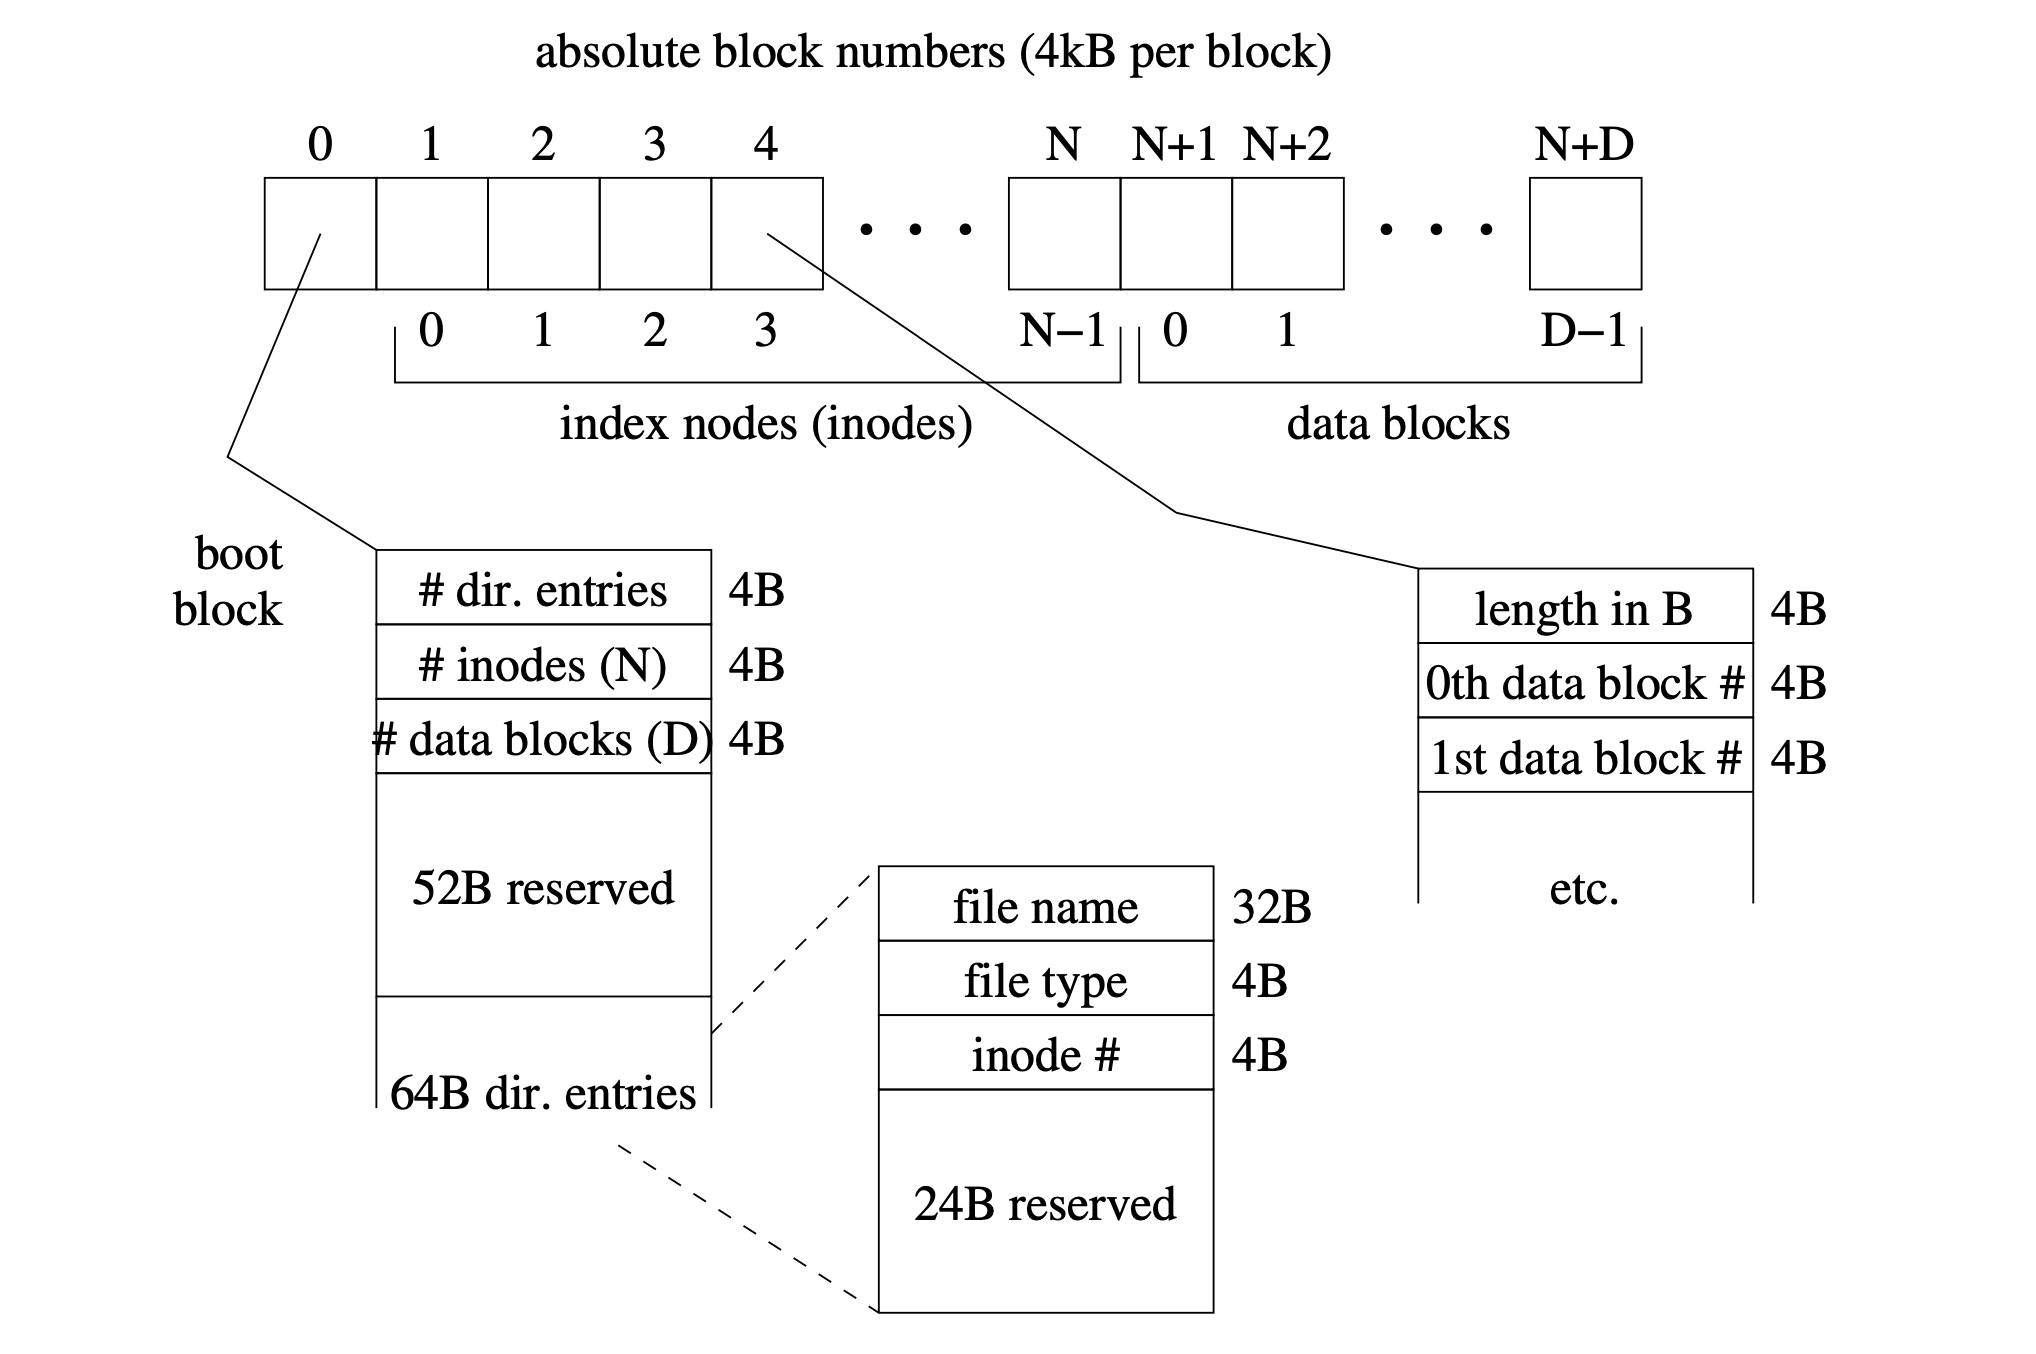 absolute block numbers (4kB per block)
0 1 2 3 4 N N+1 N+2 N+D
0 1 2 3 N−1 0 1 D−1
index nodes (inodes) data blocks
boot
block
# dir. entries 4B
# inodes (N) 4B
# data blocks (D) 4B
52B reserved
64B dir. entries
file name 32B
file type 4B
inode # 4B
24B reserved
length in B 4B
0th data block # 4B
1st data block # 4B
etc.